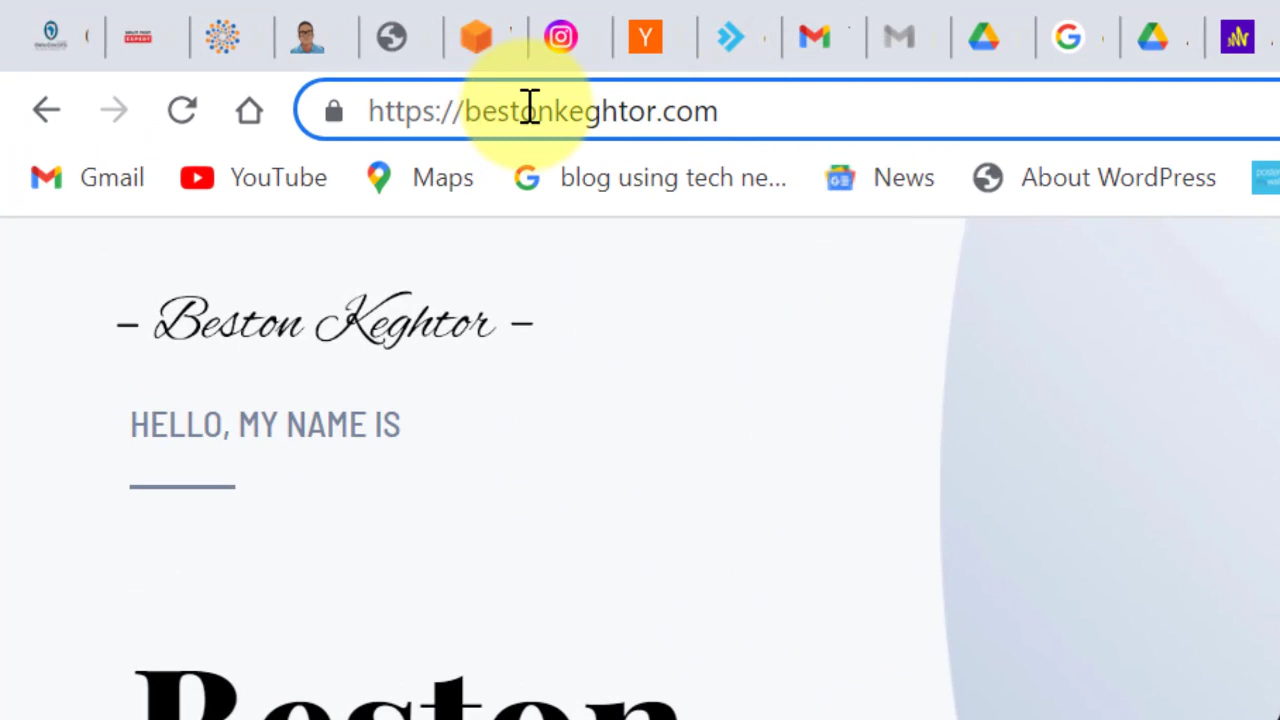 https://bestonkeghtor.com
Gmail YouTube Maps blog using tech ne... News About WordPress
– Beston Keghtor –
HELLO, MY NAME IS
Beston